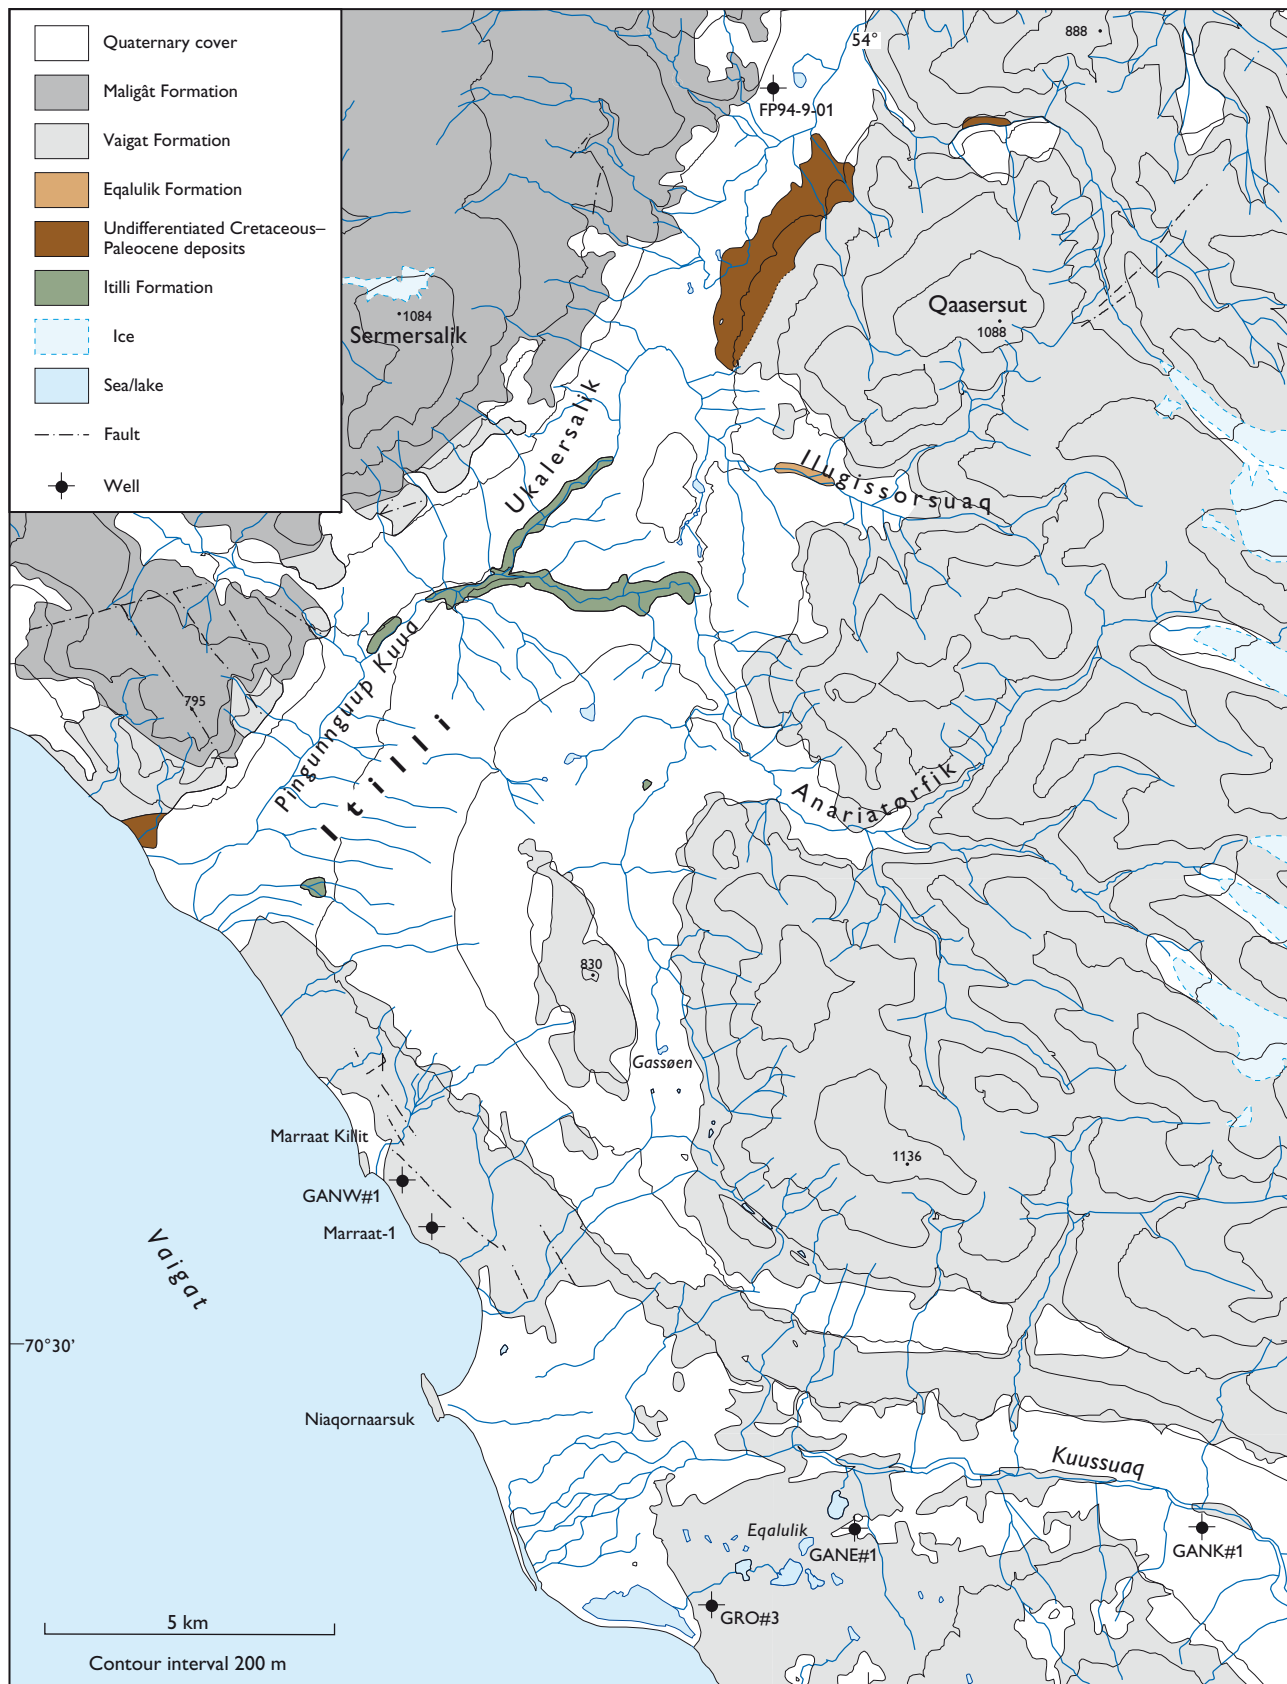 Quaternary cover
Maligât Formation
Vaigat Formation
Eqalulik Formation
Undifferentiated Cretaceous–
Paleocene deposits
Itilli Formation
Ice
Sea/lake
Fault
Well
54°
888
FP94-9-01
Qaasersut
1088
1084
Sermersalik
Ukalersalik
Ilugissorsuaq
Pingunnguup Kuua
Itilli
795
Anariatorfik
830
Gassøen
Marraat Killit
1136
GANW#1
Marraat-1
Vaigat
70°30'
Niaqornaarsuk
Kuussuaq
Eqalulik
GANE#1
GANK#1
GRO#3
5 km
Contour interval 200 m